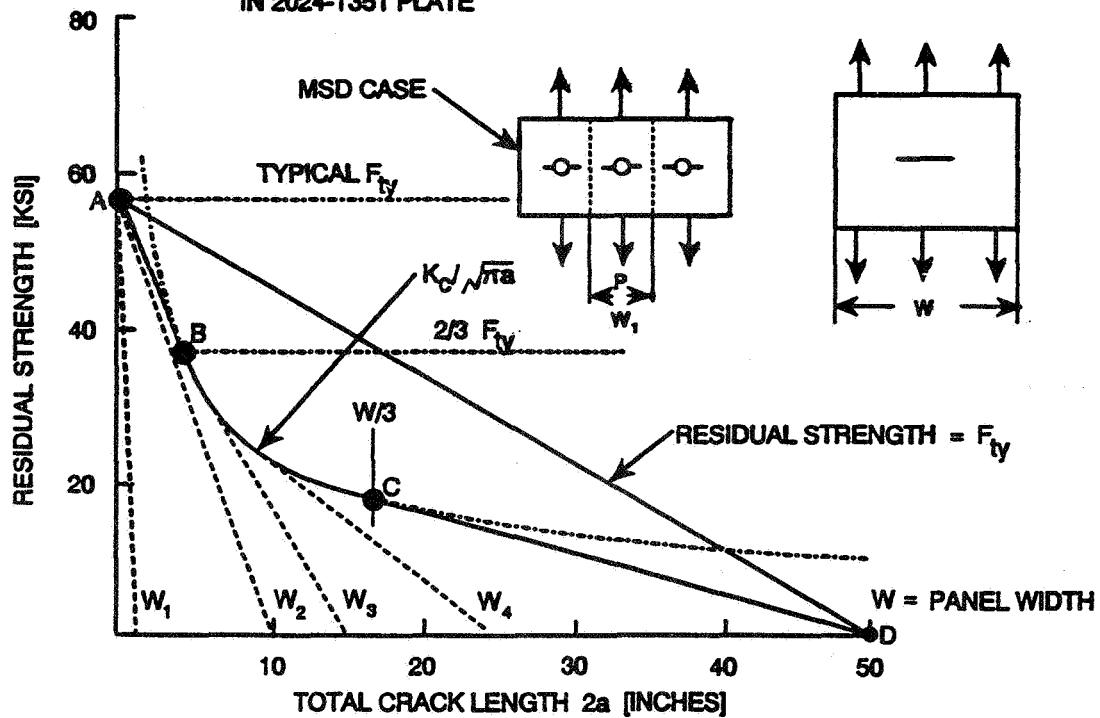 IN 2024-T351 PLATE
80
60
40
20
RESIDUAL STRENGTH [KSI]
MSD CASE
TYPICAL Fty
A
KC/√πa
2/3 Fty
B
W/3
C
P
W1
W
RESIDUAL STRENGTH = Fty
W1
W2
W3
W4
W = PANEL WIDTH
D
10
20
30
40
50
TOTAL CRACK LENGTH 2a [INCHES]